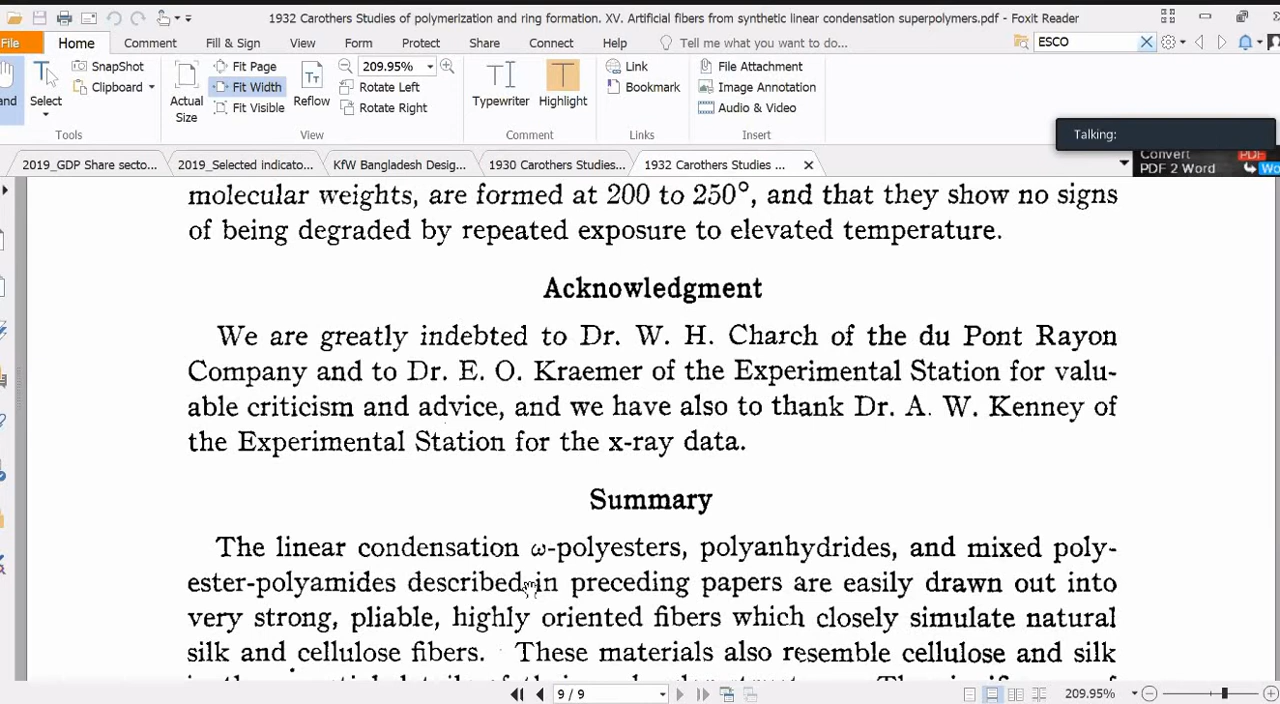 1932 Carothers Studies of polymerization and ring formation. XV. Artificial fibers from synthetic linear condensation superpolymers.pdf - Foxit Reader
File Home Comment Fill & Sign View Form Protect Share Connect Help Tell me what you want to do... ESCO
SnapShot
Clipboard
Select
Tools
Actual Size
Fit Page
Fit Width
Fit Visible
Reflow
209.95%
Rotate Left
Rotate Right
View
Typewriter
Highlight
Comment
Link
Bookmark
Links
File Attachment
Image Annotation
Audio & Video
Insert
Talking:
2019_GDP Share secto... 2019_Selected indicato... KfW Bangladesh Desig... 1930 Carothers Studies... 1932 Carothers Studies ...
Convert
PDF 2 Word
PDF
molecular weights, are formed at 200 to 250°, and that they show no signs
of being degraded by repeated exposure to elevated temperature.
Acknowledgment
We are greatly indebted to Dr. W. H. Charch of the du Pont Rayon
Company and to Dr. E. O. Kraemer of the Experimental Station for valu-
able criticism and advice, and we have also to thank Dr. A. W. Kenney of
the Experimental Station for the x-ray data.
Summary
The linear condensation ω-polyesters, polyanhydrides, and mixed poly-
ester-polyamides described in preceding papers are easily drawn out into
very strong, pliable, highly oriented fibers which closely simulate natural
silk and cellulose fibers. These materials also resemble cellulose and silk
9 / 9
209.95%